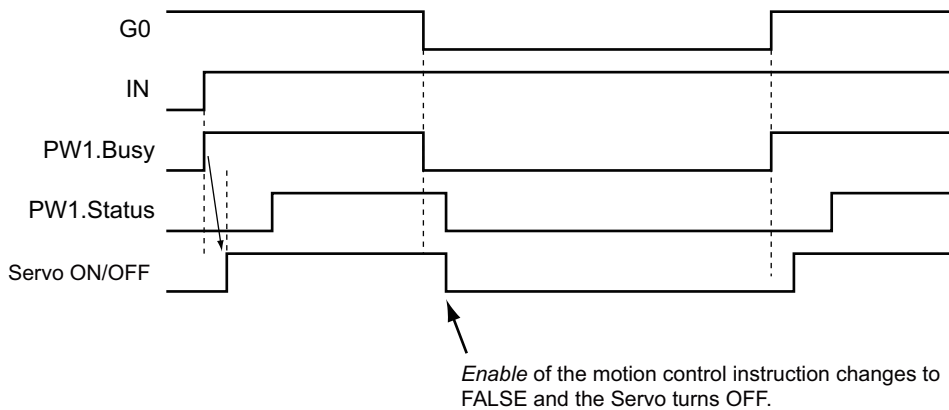 G0
IN
PW1.Busy
PW1.Status
Servo ON/OFF
Enable of the motion control instruction changes to
FALSE and the Servo turns OFF.